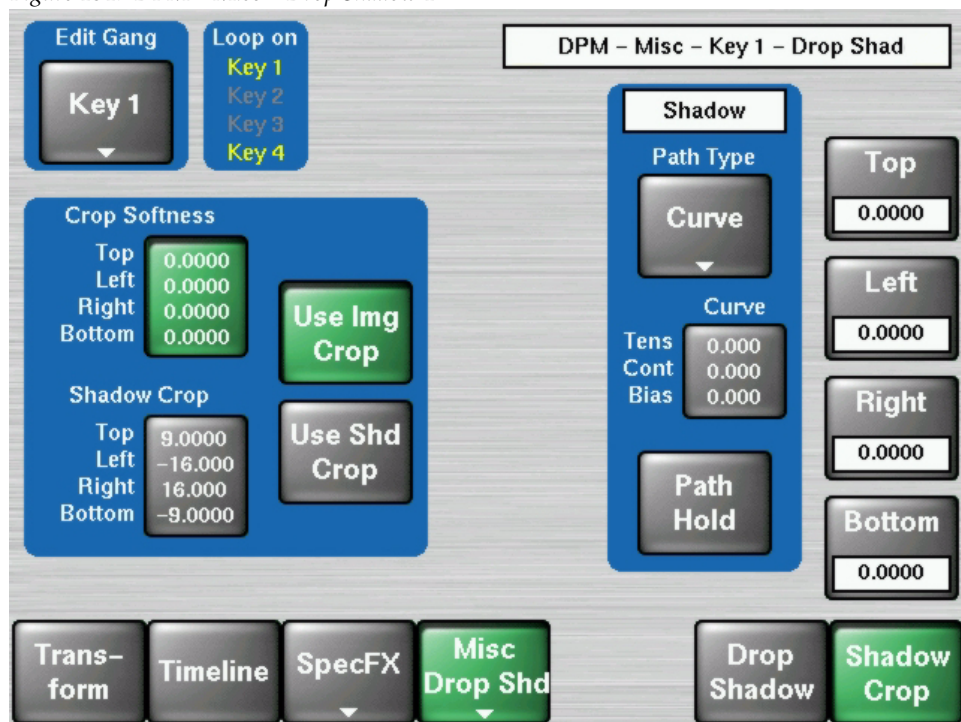 Edit Gang
Key 1
Loop on
Key 1
Key 2
Key 3
Key 4
DPM – Misc – Key 1 – Drop Shad
Crop Softness
Top 0.0000
Left 0.0000
Right 0.0000
Bottom 0.0000
Use Img
Crop
Shadow Crop
Top 9.0000
Left –16.000
Right 16.000
Bottom –9.0000
Use Shd
Crop
Shadow
Path Type
Curve
Curve
Tens 0.000
Cont 0.000
Bias 0.000
Path
Hold
Top
0.0000
Left
0.0000
Right
0.0000
Bottom
0.0000
Trans–
form
Timeline
SpecFX
Misc
Drop Shd
Drop
Shadow
Shadow
Crop